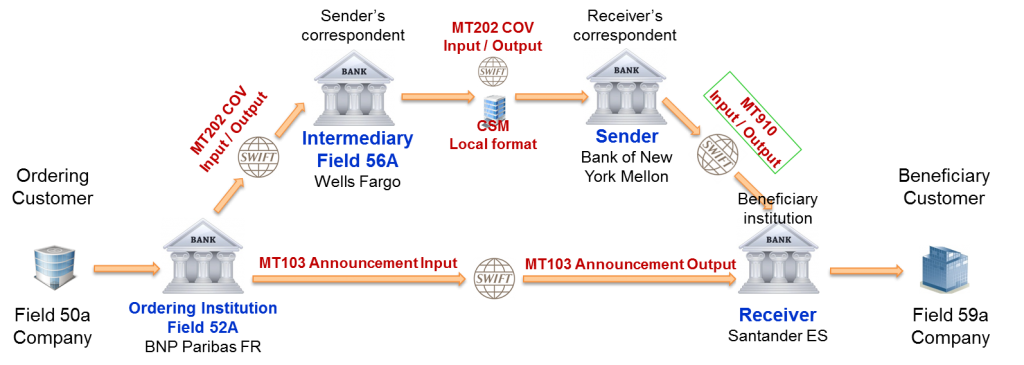 Sender's
correspondent
MT202 COV
Input / Output
Receiver's
correspondent
BANK
SWIFT
BANK
MT202 COV
Input / Output
MT910
Input / Output
CSM
Local format
Intermediary
Field 56A
Wells Fargo
Sender
Bank of New
York Mellon
SWIFT
SWIFT
Ordering
Customer
Beneficiary
Customer
Beneficiary
institution
BANK
BANK
MT103 Announcement Input
SWIFT
MT103 Announcement Output
Field 50a
Company
Ordering Institution
Field 52A
BNP Paribas FR
Receiver
Santander ES
Field 59a
Company